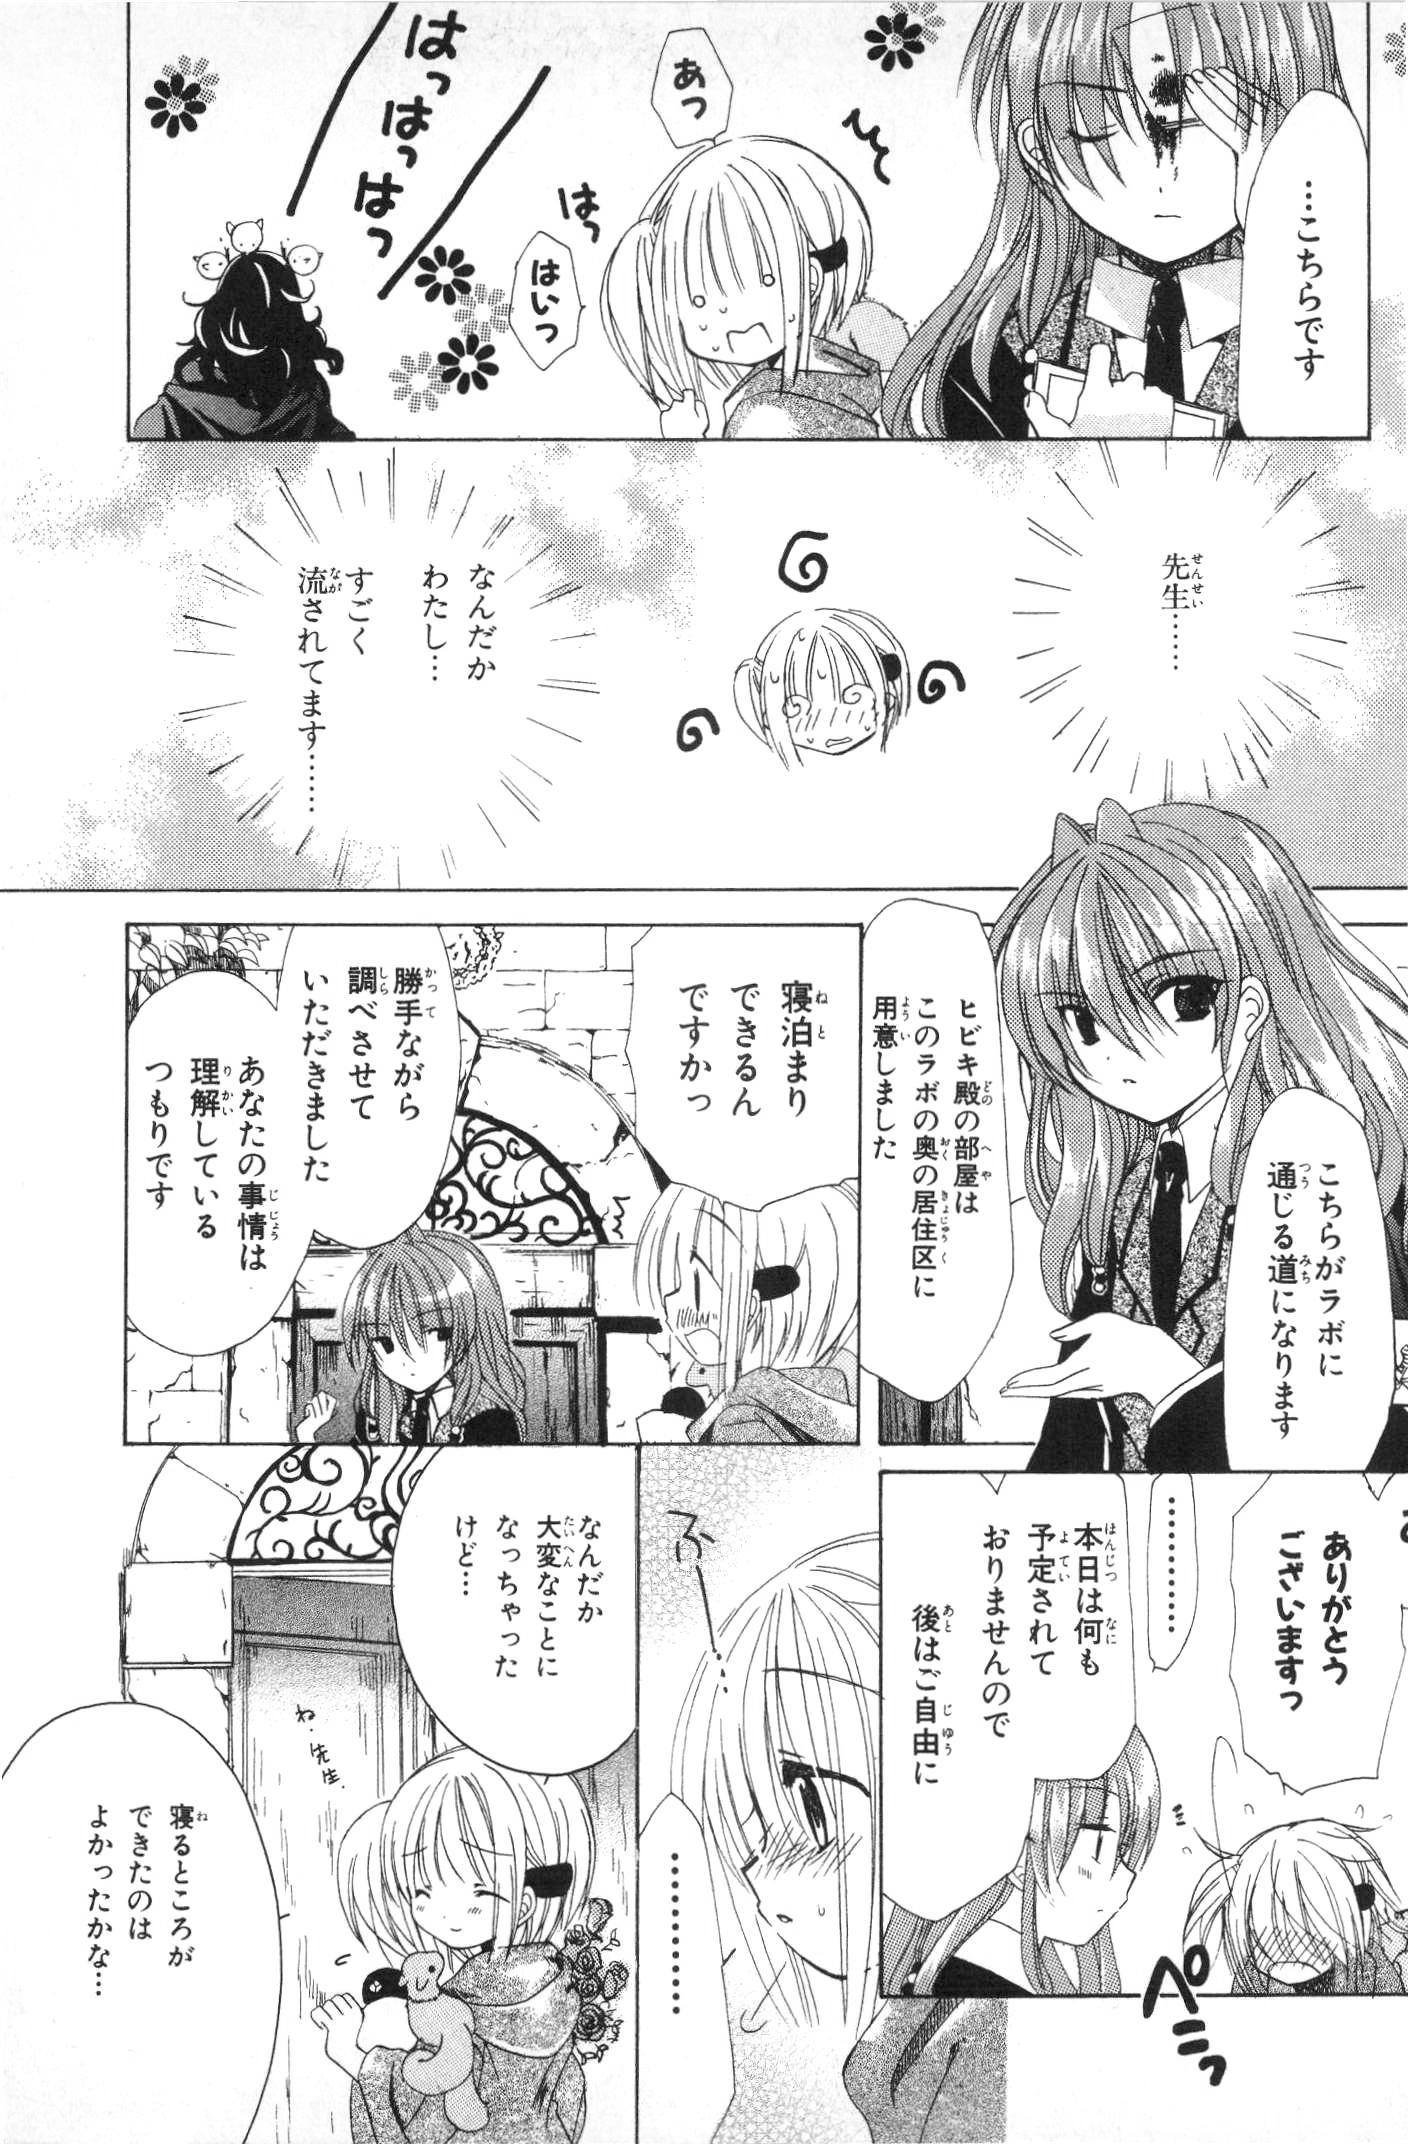 …こちらです
あっ
はっ
はいっ
はっはっはっはっ
先生……
なんだか
わたし…
すごく
流されてます……
こちらがラボに
通じる道になります
ヒビキ殿の部屋は
このラボの奥の居住区に
用意しました
寝泊まり
できるんですかっ
勝手ながら
調べさせて
いただきました
あなたの事情は
理解している
つもりです
ありがとう
ございますっ
ペこっ
…………
本日は何も
予定されて
おりませんので
後はご自由に
ふー……
…………
なんだか
大変なことに
なっちゃった
けど…
ね・先生.
寝るところが
できたのは
よかったかな…